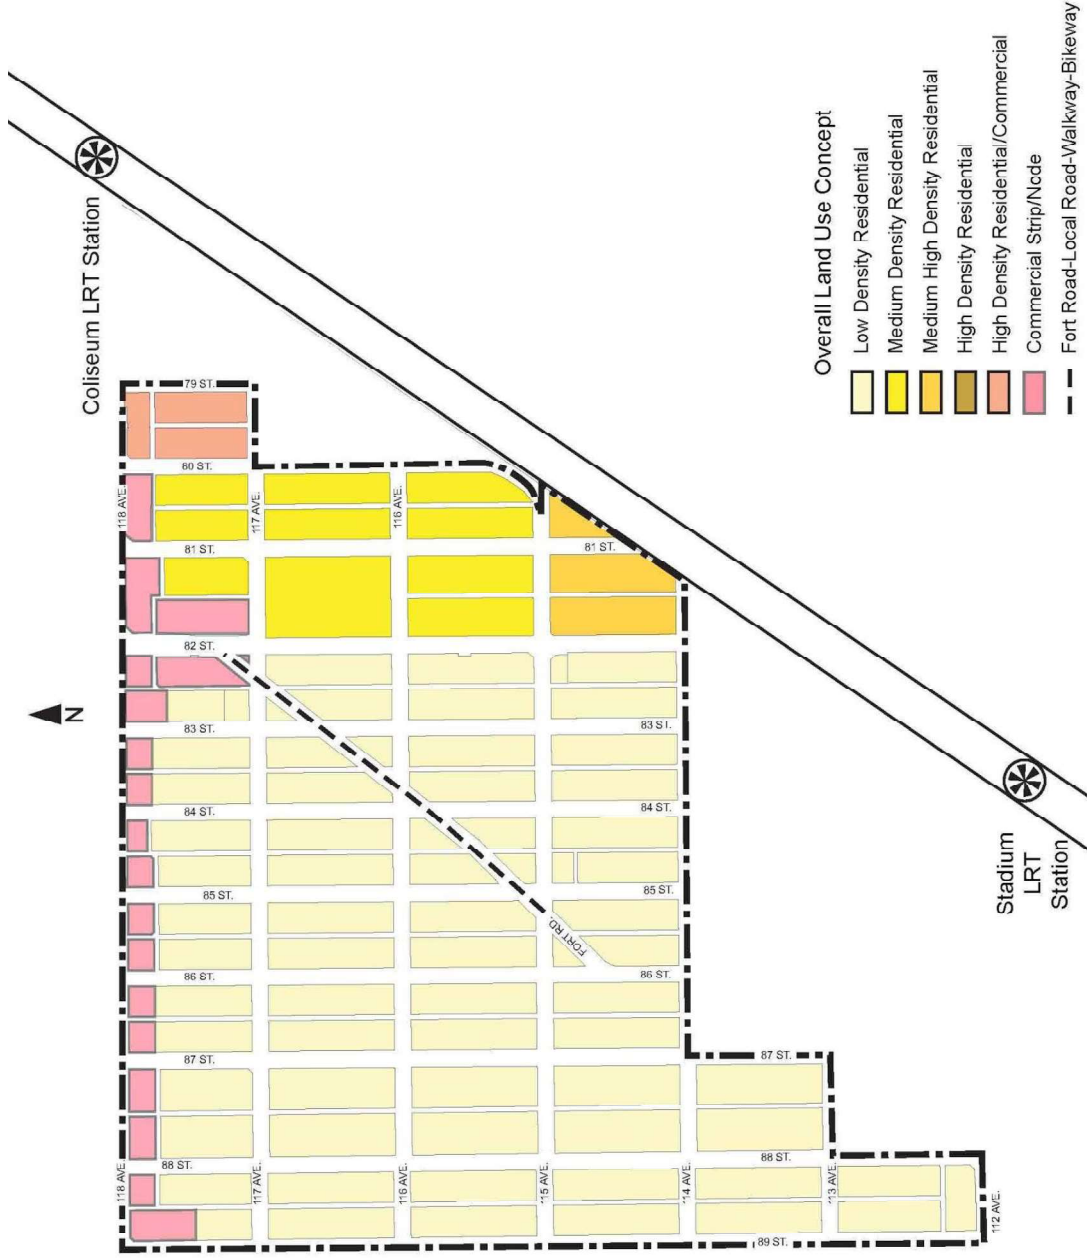 Coliseum LRT Station
N
79 ST.
80 ST.
118 AVE.
117 AVE.
116 AVE.
81 ST.
81 ST.
82 ST.
83 ST.
83 ST.
84 ST.
84 ST.
85 ST.
85 ST.
FORT RD.
86 ST.
86 ST.
87 ST.
87 ST.
88 ST.
88 ST.
118 AVE.
117 AVE.
116 AVE.
115 AVE.
114 AVE.
113 AVE.
112 AVE.
89 ST.
Stadium
LRT
Station
Overall Land Use Concept
Low Density Residential
Medium Density Residential
Medium High Density Residential
High Density Residential
High Density Residential/Commercial
Commercial Strip/Ncde
Fort Road-Local Road-Walkway-Bikeway